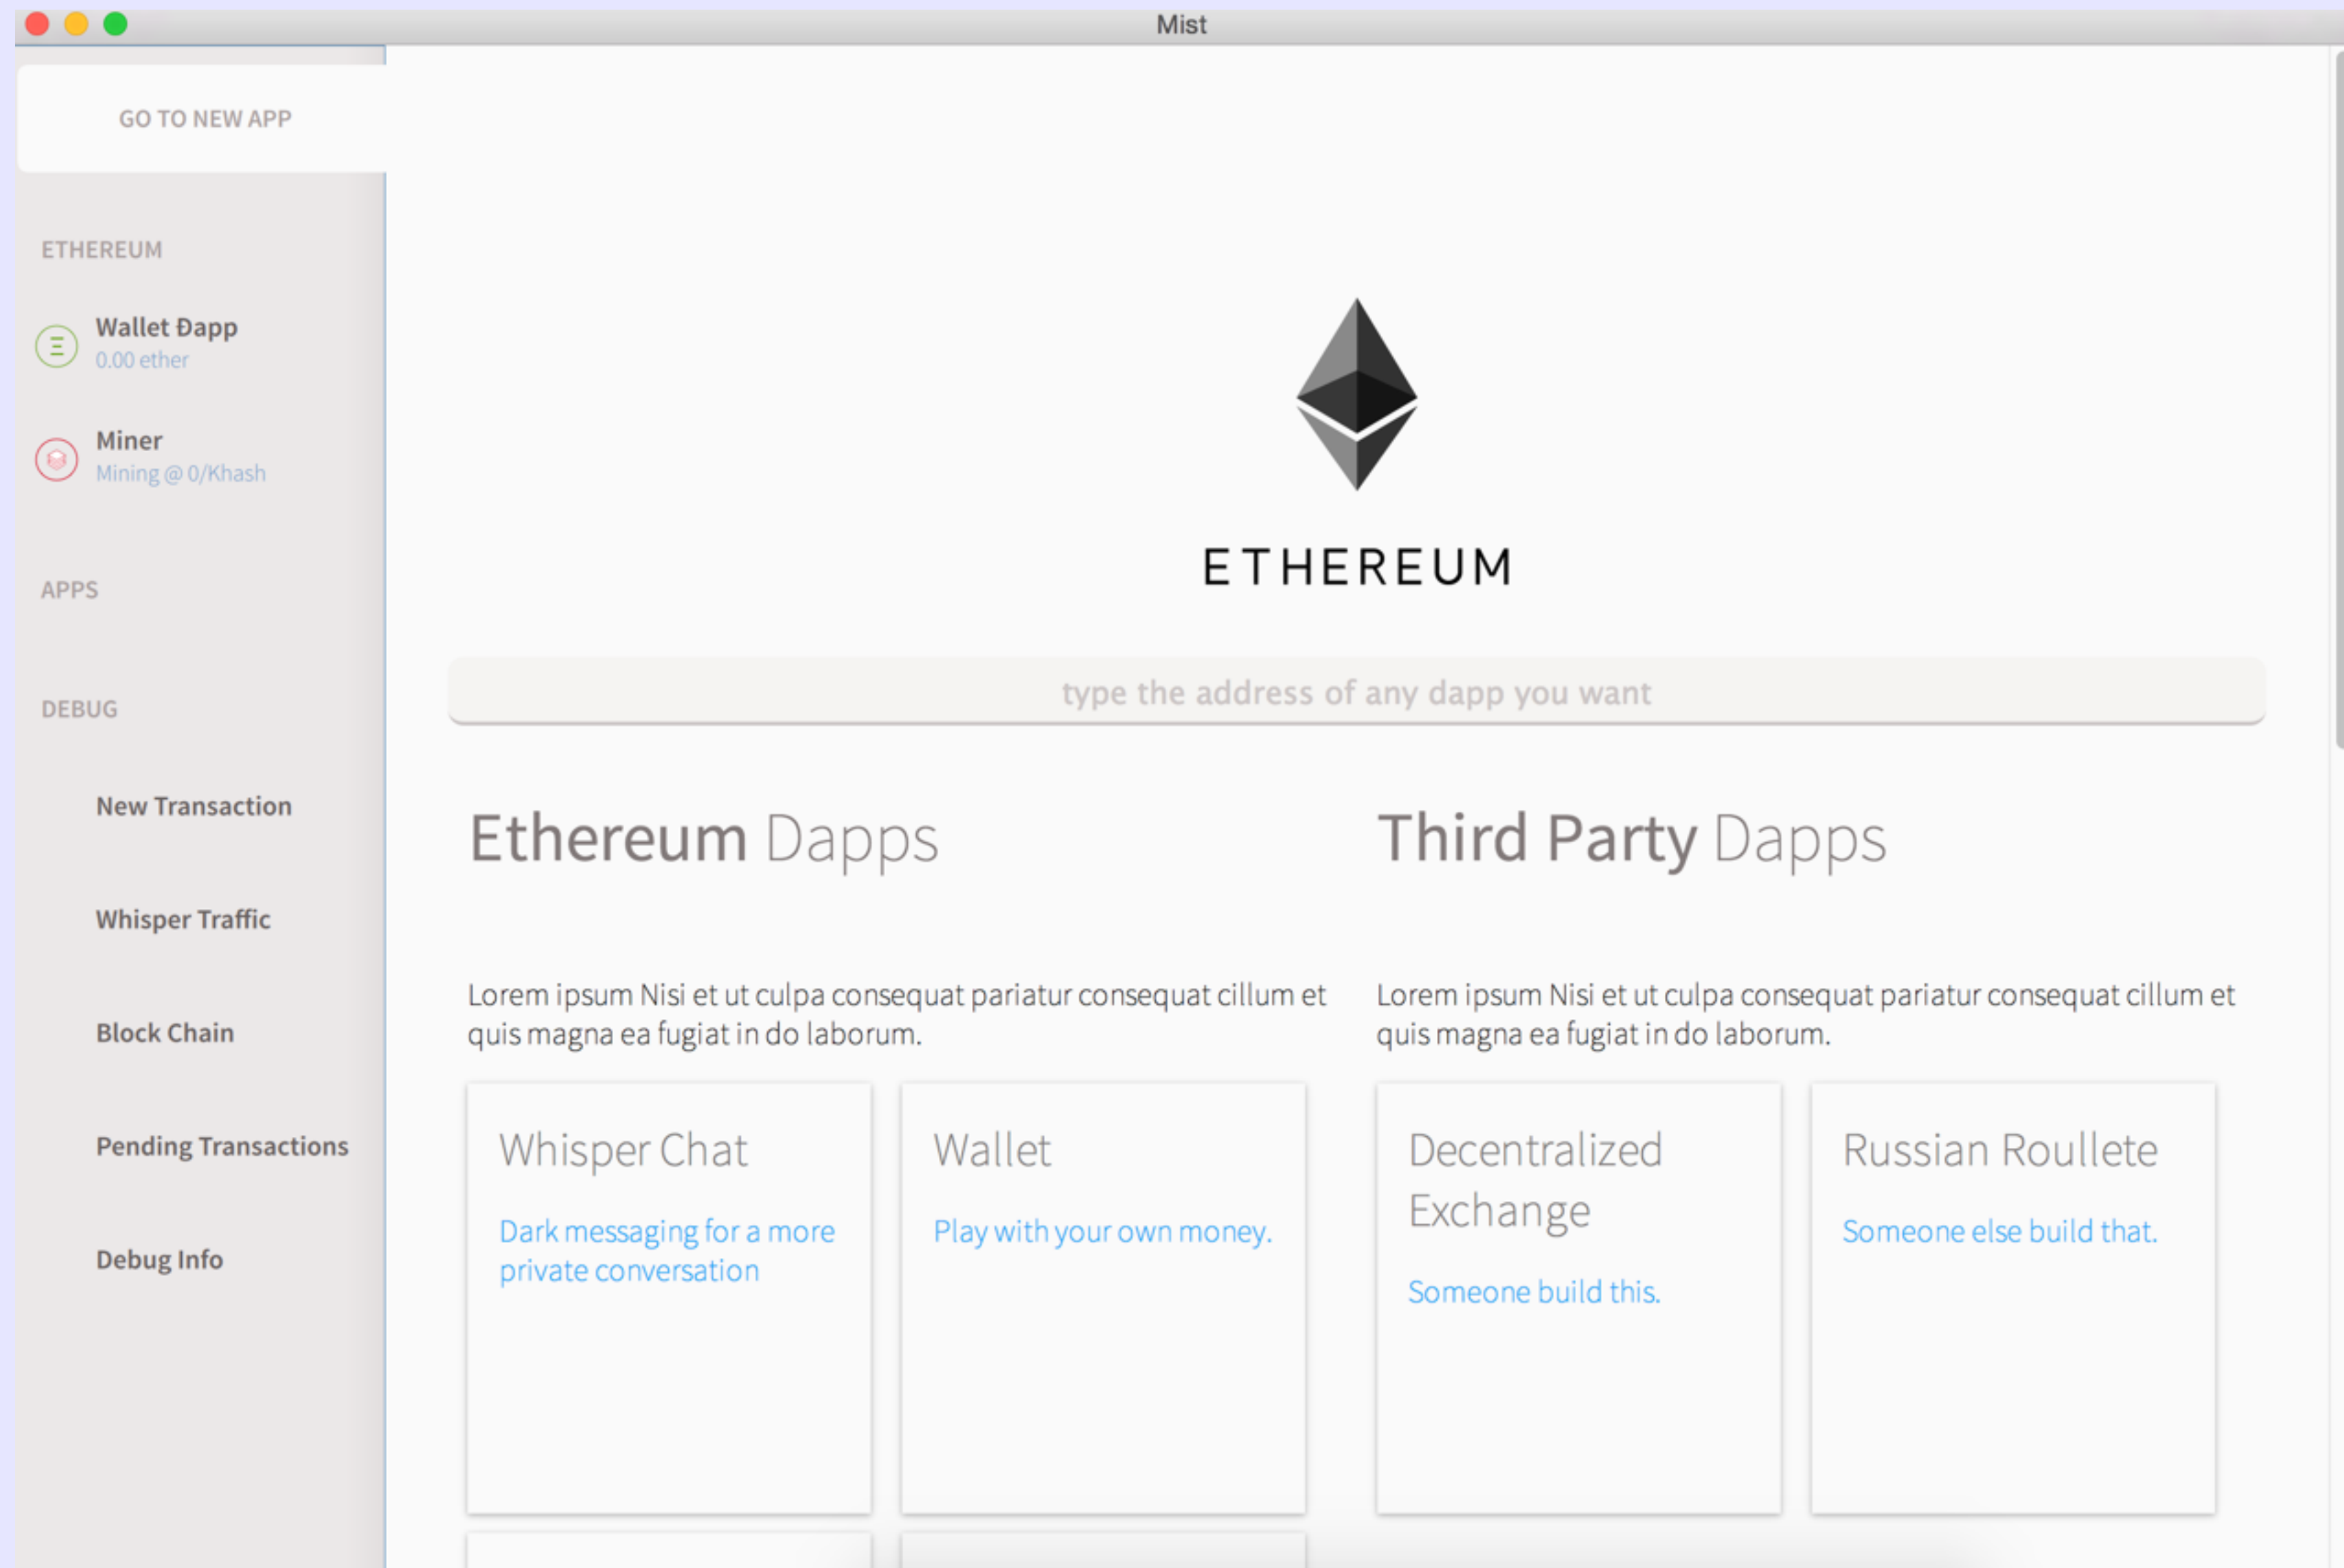 Mist
GO TO NEW APP
ETHEREUM
Wallet Ðapp
0.00 ether
Miner
Mining @ 0/Khash
APPS
DEBUG
New Transaction
Whisper Traffic
Block Chain
Pending Transactions
Debug Info
ETHEREUM
type the address of any dapp you want
Ethereum Dapps
Lorem ipsum Nisi et ut culpa consequat pariatur consequat cillum et
quis magna ea fugiat in do laborum.
Whisper Chat
Dark messaging for a more
private conversation
Wallet
Play with your own money.
Third Party Dapps
Lorem ipsum Nisi et ut culpa consequat pariatur consequat cillum et
quis magna ea fugiat in do laborum.
Decentralized
Exchange
Someone build this.
Russian Roullete
Someone else build that.